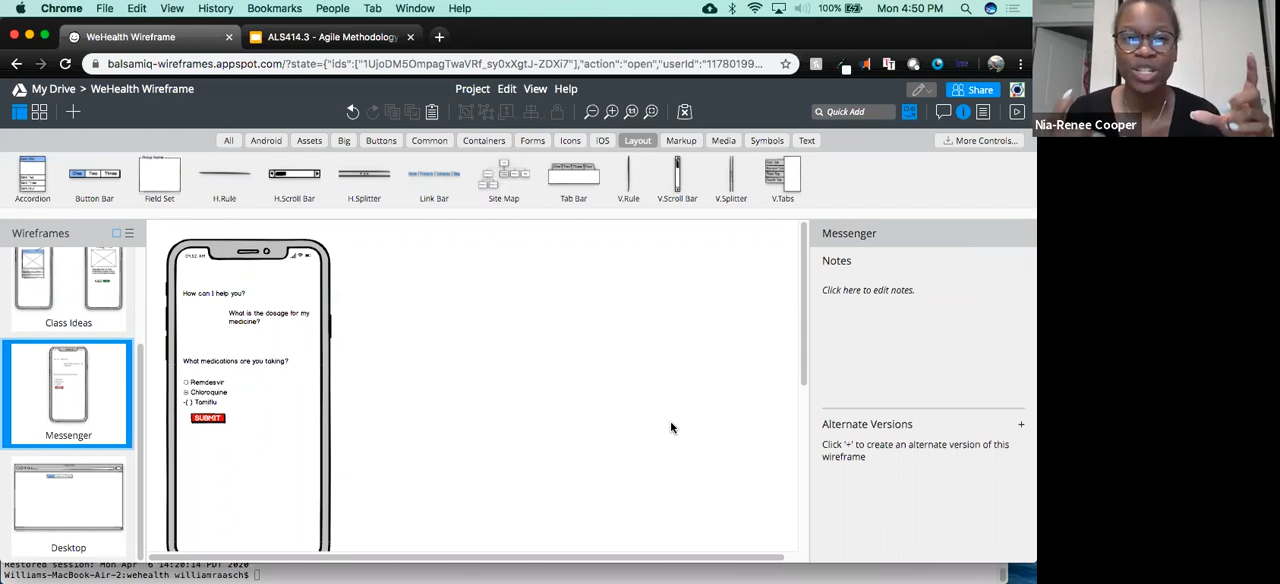 Chrome File Edit View History Bookmarks People Tab Window Help
100% Mon 4:50 PM
WeHealth Wireframe
ALS414.3 - Agile Methodology
balsamiq-wireframes.appspot.com/?state={"ids":["1UjoDM5OmpagTwaVRf_sy0xXgtJ-ZDXi7"],"action":"open","userId":"11780199...
My Drive > WeHealth Wireframe
Project Edit View Help
Share
Quick Add
All Android Assets Big Buttons Common Containers Forms Icons iOS Layout Markup Media Symbols Text
More Controls...
Accordion Button Bar Field Set H.Rule H.Scroll Bar H.Splitter Link Bar Site Map Tab Bar V.Rule V.Scroll Bar V.Splitter V.Tabs
Wireframes
Class Ideas
Messenger
Desktop
How can I help you?
What is the dosage for my
medicine?
What medications are you taking?
Remdesvir
Chloroquine
-( ) Tamiflu
SUBMIT
Messenger
Notes
Click here to edit notes.
Alternate Versions +
Click '+' to create an alternate version of this
wireframe
Nia-Renee Cooper
Restored session: Mon Apr 6 14:20:14 PDT 2020
Williams-MacBook-Air-2:wehealth williamraasch$